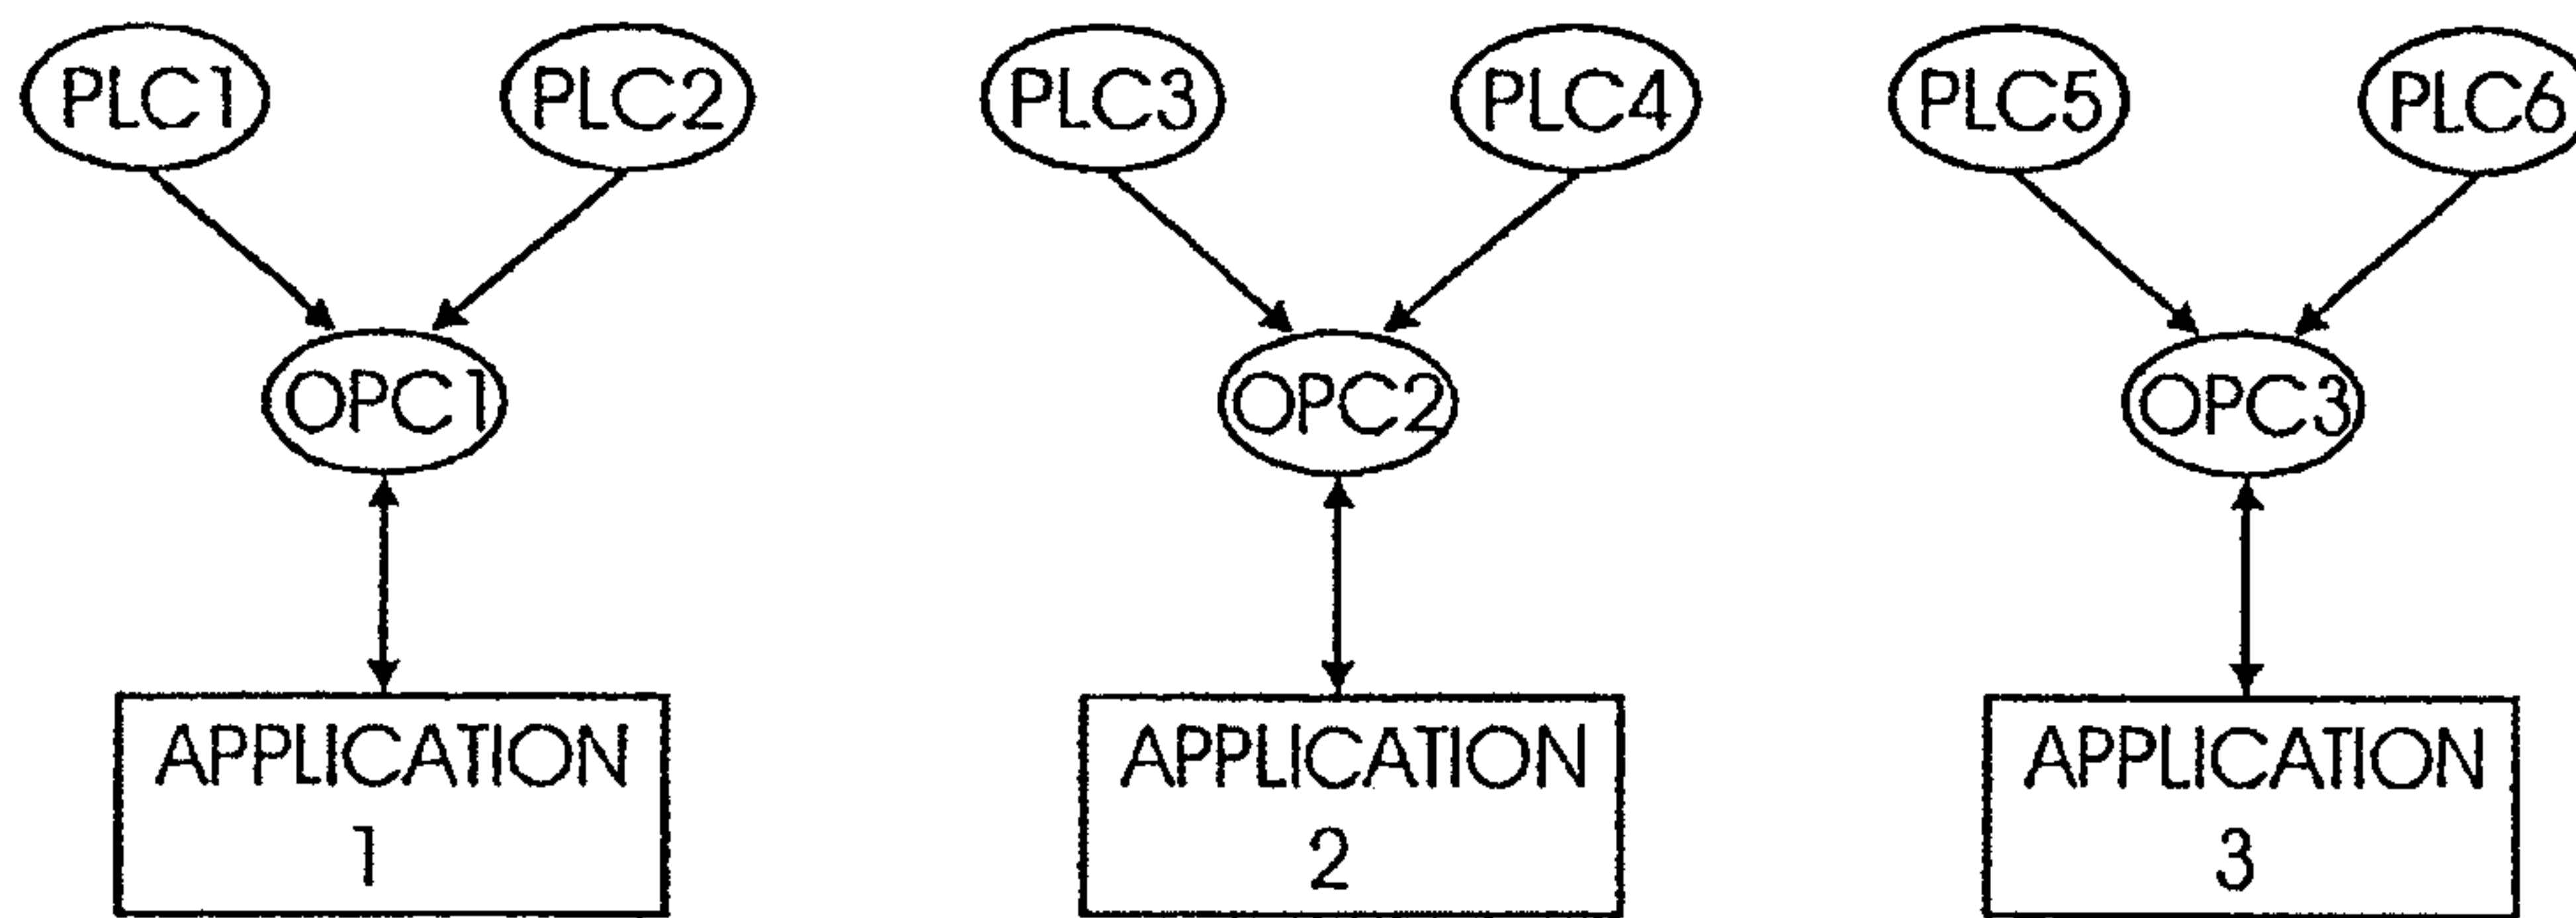 PLC1 PLC2 PLC3 PLC4 PLC5 PLC6
OPC1 OPC2 OPC3
APPLICATION APPLICATION APPLICATION
1 2 3